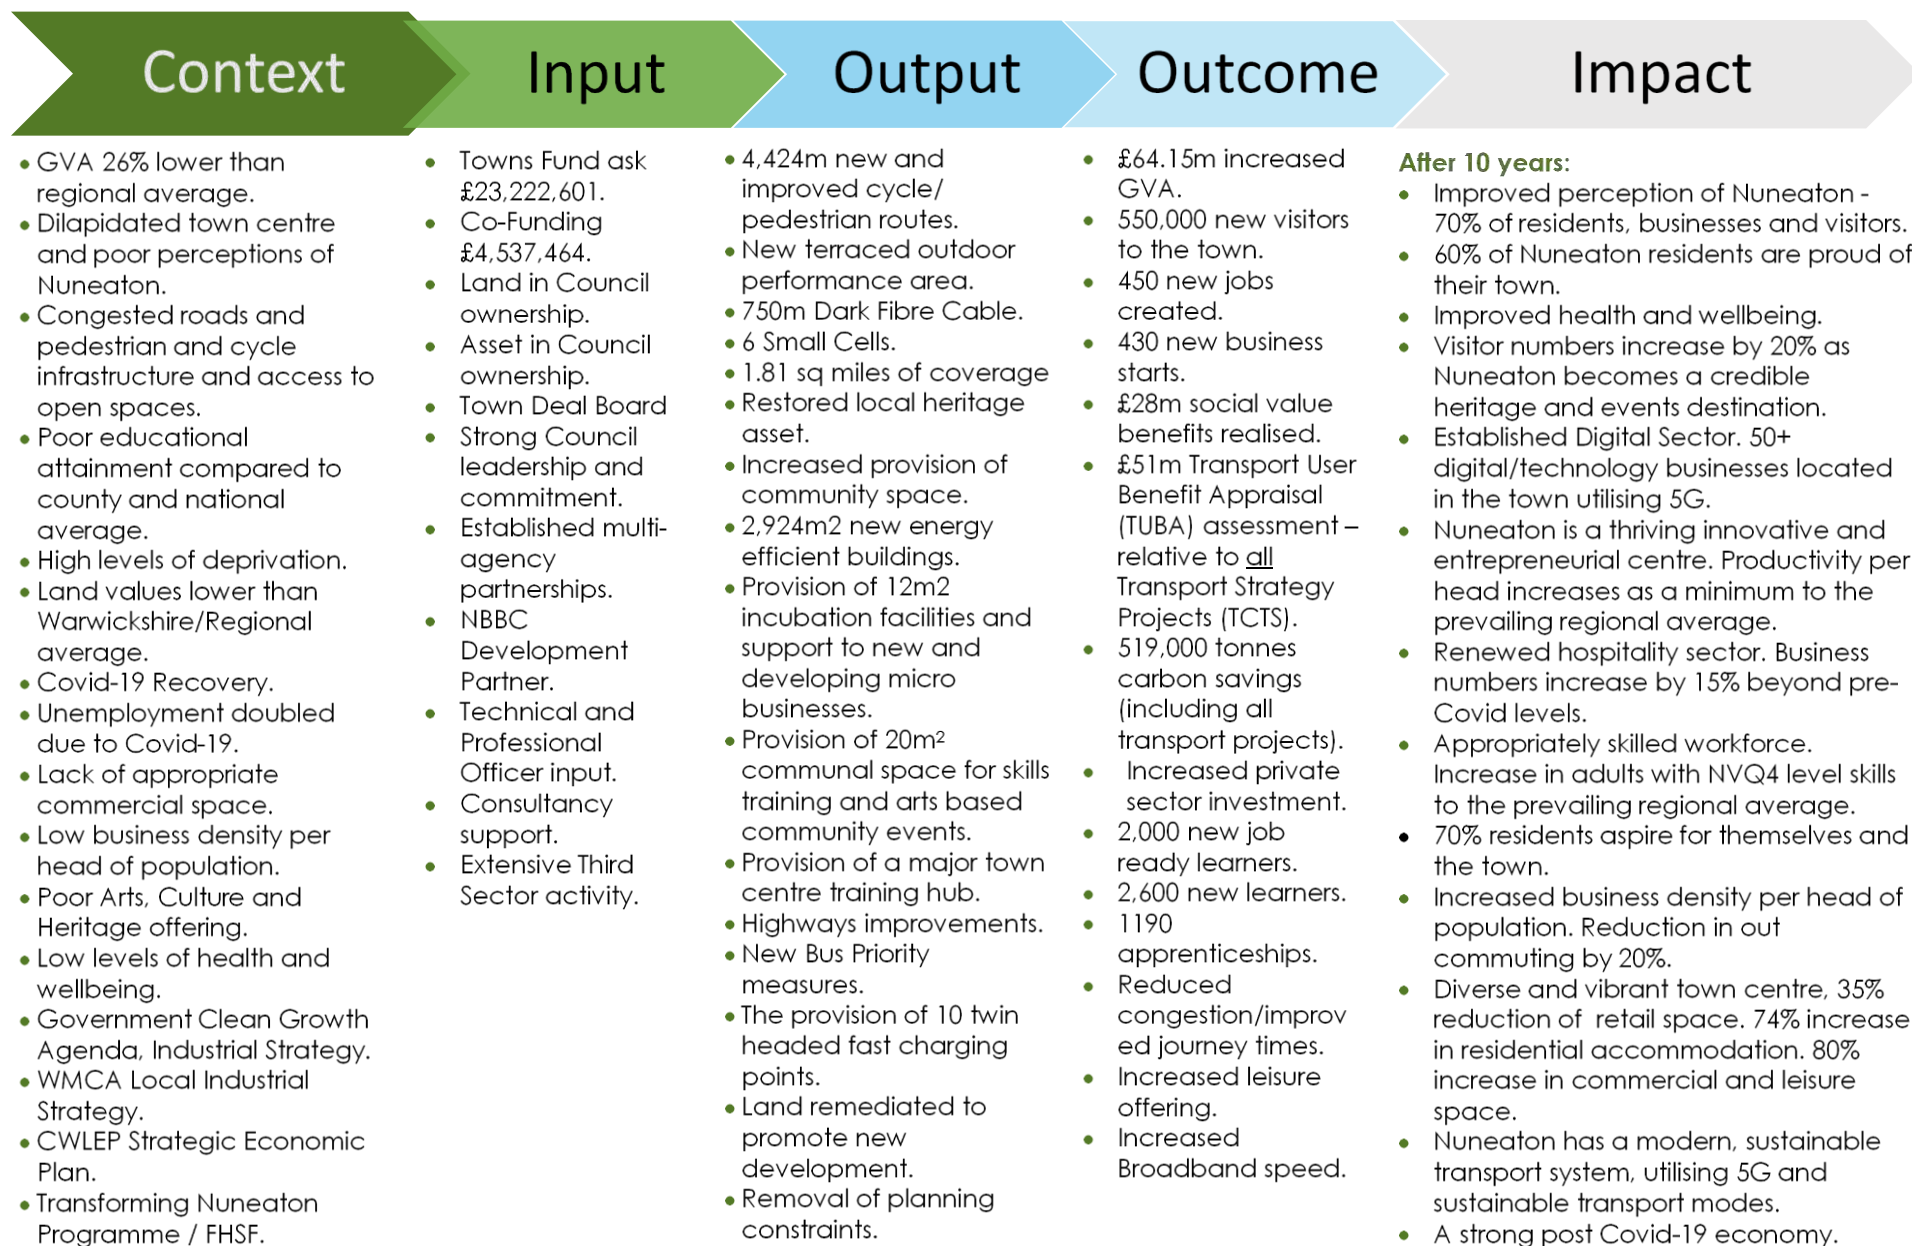 Context
Input
Output
Outcome
Impact
• GVA 26% lower than
regional average.
• Dilapidated town centre
and poor perceptions of
Nuneaton.
• Congested roads and
pedestrian and cycle
infrastructure and access to
open spaces.
• Poor educational
attainment compared to
county and national
average.
• High levels of deprivation.
• Land values lower than
Warwickshire/Regional
average.
• Covid-19 Recovery.
• Unemployment doubled
due to Covid-19.
• Lack of appropriate
commercial space.
• Low business density per
head of population.
• Poor Arts, Culture and
Heritage offering.
• Low levels of health and
wellbeing.
• Government Clean Growth
Agenda, Industrial Strategy.
• WMCA Local Industrial
Strategy.
• CWLEP Strategic Economic
Plan.
• Transforming Nuneaton
Programme / FHSF.
• Towns Fund ask
£23,222,601.
• Co-Funding
£4,537,464.
• Land in Council
ownership.
• Asset in Council
ownership.
• Town Deal Board
• Strong Council
leadership and
commitment.
• Established multi-
agency
partnerships.
• NBBC
Development
Partner.
• Technical and
Professional
Officer input.
• Consultancy
support.
• Extensive Third
Sector activity.
• 4,424m new and
improved cycle/
pedestrian routes.
• New terraced outdoor
performance area.
• 750m Dark Fibre Cable.
• 6 Small Cells.
• 1.81 sq miles of coverage
• Restored local heritage
asset.
• Increased provision of
community space.
• 2,924m2 new energy
efficient buildings.
• Provision of 12m2
incubation facilities and
support to new and
developing micro
businesses.
• Provision of 20m²
communal space for skills
training and arts based
community events.
• Provision of a major town
centre training hub.
• Highways improvements.
• New Bus Priority
measures.
• The provision of 10 twin
headed fast charging
points.
• Land remediated to
promote new
development.
• Removal of planning
constraints.
• £64.15m increased
GVA.
• 550,000 new visitors
to the town.
• 450 new jobs
created.
• 430 new business
starts.
• £28m social value
benefits realised.
• £51m Transport User
Benefit Appraisal
(TUBA) assessment –
relative to all
Transport Strategy
Projects (TCTS).
• 519,000 tonnes
carbon savings
(including all
transport projects).
• Increased private
sector investment.
• 2,000 new job
ready learners.
• 2,600 new learners.
• 1190
apprenticeships.
• Reduced
congestion/improv
ed journey times.
• Increased leisure
offering.
• Increased
Broadband speed.
After 10 years:
• Improved perception of Nuneaton -
70% of residents, businesses and visitors.
• 60% of Nuneaton residents are proud of
their town.
• Improved health and wellbeing.
• Visitor numbers increase by 20% as
Nuneaton becomes a credible
heritage and events destination.
• Established Digital Sector. 50+
digital/technology businesses located
in the town utilising 5G.
• Nuneaton is a thriving innovative and
entrepreneurial centre. Productivity per
head increases as a minimum to the
prevailing regional average.
• Renewed hospitality sector. Business
numbers increase by 15% beyond pre-
Covid levels.
• Appropriately skilled workforce.
Increase in adults with NVQ4 level skills
to the prevailing regional average.
• 70% residents aspire for themselves and
the town.
• Increased business density per head of
population. Reduction in out
commuting by 20%.
• Diverse and vibrant town centre, 35%
reduction of retail space. 74% increase
in residential accommodation. 80%
increase in commercial and leisure
space.
• Nuneaton has a modern, sustainable
transport system, utilising 5G and
sustainable transport modes.
• A strong post Covid-19 economy.